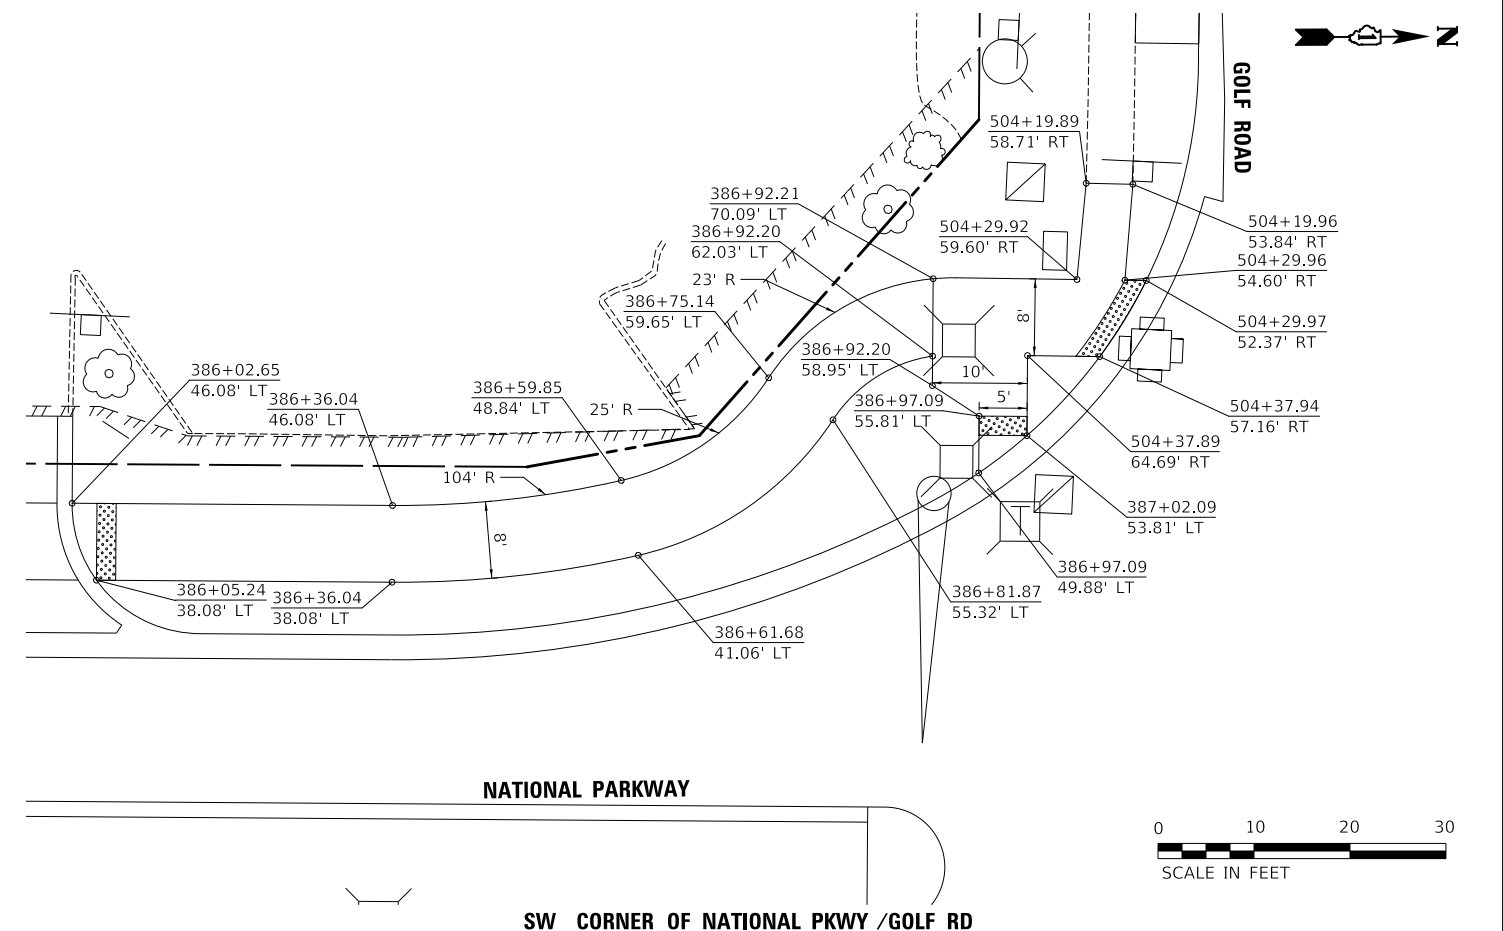 N
GOLF ROAD
504+19.89
58.71' RT
386+92.21
70.09' LT
386+92.20
62.03' LT
504+29.92
59.60' RT
504+19.96
53.84' RT
504+29.96
54.60' RT
23' R
386+75.14
59.65' LT
8'
504+29.97
52.37' RT
386+92.20
58.95' LT
10'
386+02.65
46.08' LT
386+36.04
46.08' LT
386+59.85
48.84' LT
25' R
386+97.09
55.81' LT
5'
504+37.94
57.16' RT
504+37.89
64.69' RT
104' R
387+02.09
53.81' LT
8'
386+97.09
49.88' LT
386+05.24
38.08' LT
386+36.04
38.08' LT
386+81.87
55.32' LT
386+61.68
41.06' LT
NATIONAL PARKWAY
0 10 20 30
SCALE IN FEET
SW CORNER OF NATIONAL PKWY /GOLF RD